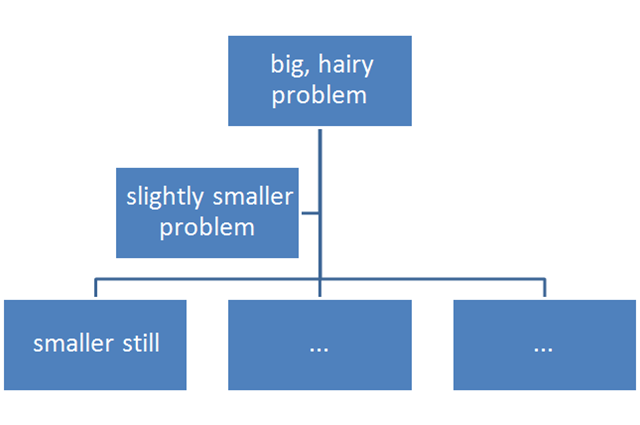 big, hairy
problem
slightly smaller
problem
smaller still
...
...